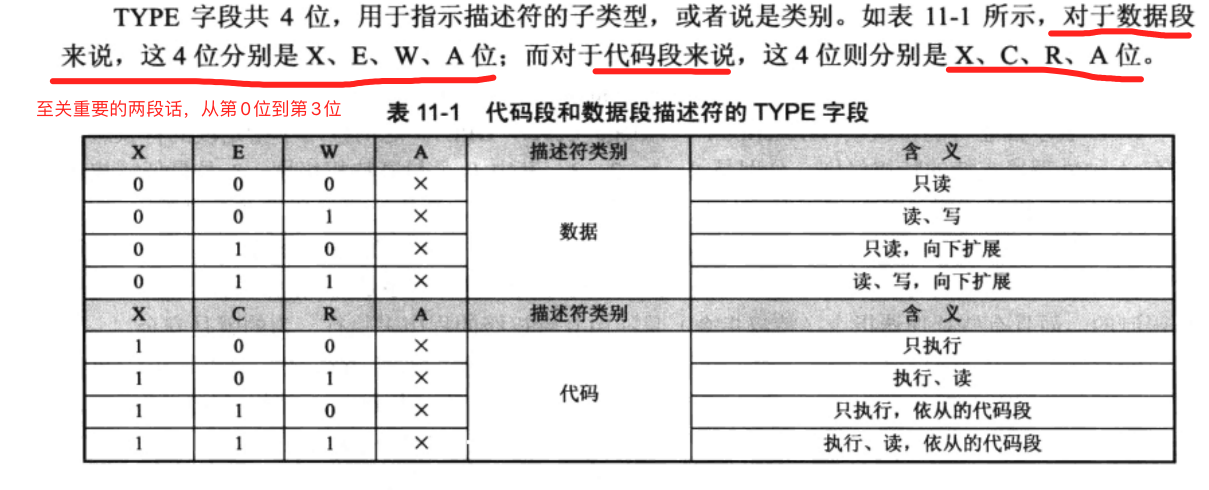 TYPE 字段共 4 位，用于指示描述符的子类型，或者说是类别。如表 11-1 所示，对于数据段
来说，这 4 位分别是 X、E、W、A 位；而对于代码段来说，这 4 位则分别是 X、C、R、A 位。
至关重要的两段话，从第0位到第3位
表 11-1 代码段和数据段描述符的 TYPE 字段
X E W A 描述符类别 含 义
0 0 0 × 只读
0 0 1 × 读、写
数据
0 1 0 × 只读，向下扩展
0 1 1 × 读、写，向下扩展
X C R A 描述符类别 含 义
1 0 0 × 只执行
1 0 1 × 执行、读
代码
1 1 0 × 只执行，依从的代码段
1 1 1 × 执行、读，依从的代码段